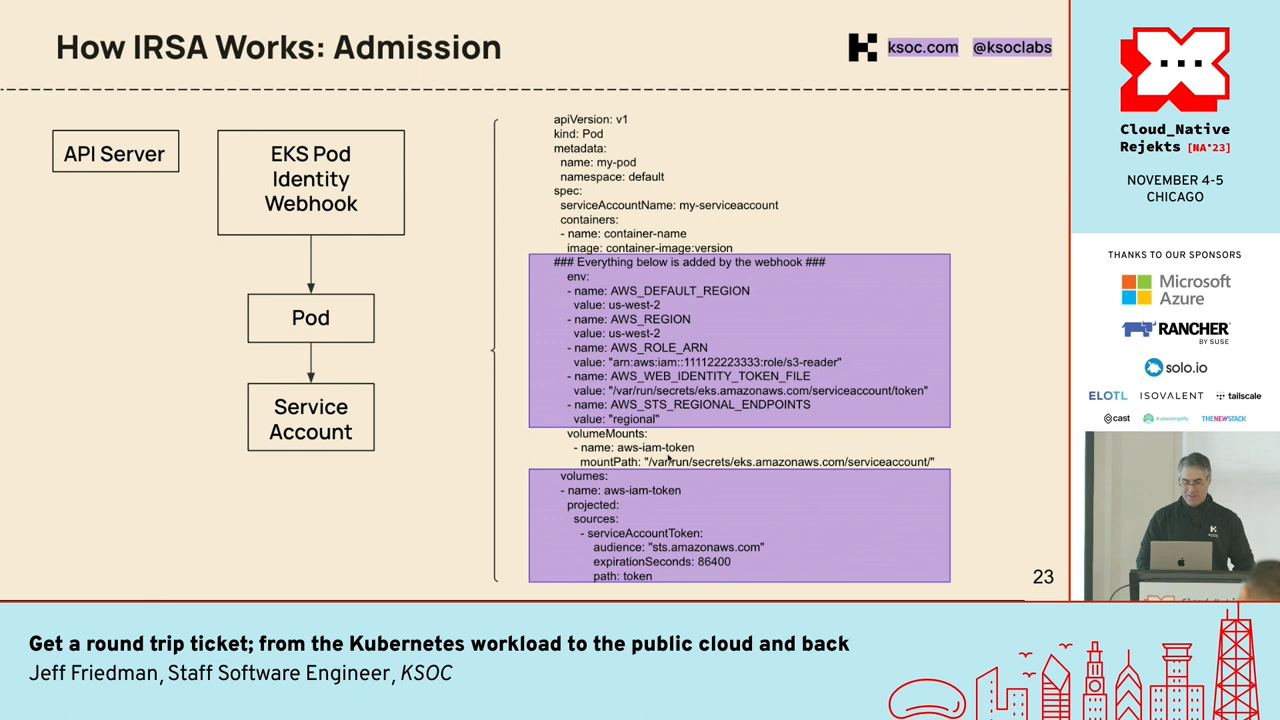 How IRSA Works: Admission
ksoc.com @ksoclabs
API Server
EKS Pod
Identity
Webhook
Pod
Service
Account
apiVersion: v1
kind: Pod
metadata:
name: my-pod
namespace: default
spec:
serviceAccountName: my-serviceaccount
containers:
- name: container-name
image: container-image:version
### Everything below is added by the webhook ###
env:
- name: AWS_DEFAULT_REGION
value: us-west-2
- name: AWS_REGION
value: us-west-2
- name: AWS_ROLE_ARN
value: "arn:aws:iam::111122223333:role/s3-reader"
- name: AWS_WEB_IDENTITY_TOKEN_FILE
value: "/var/run/secrets/eks.amazonaws.com/serviceaccount/token"
- name: AWS_STS_REGIONAL_ENDPOINTS
value: "regional"
volumeMounts:
- name: aws-iam-token
mountPath: "/var/run/secrets/eks.amazonaws.com/serviceaccount/"
volumes:
- name: aws-iam-token
projected:
sources:
- serviceAccountToken:
audience: "sts.amazonaws.com"
expirationSeconds: 86400
path: token
23
Cloud_Native
Rejekts [NA'23]
NOVEMBER 4-5
CHICAGO
THANKS TO OUR SPONSORS
Microsoft
Azure
RANCHER
BY SUSE
solo.io
ELOTL ISOVALENT tailscale
cast Kubesimplify THENEWSTACK
Get a round trip ticket; from the Kubernetes workload to the public cloud and back
Jeff Friedman, Staff Software Engineer, KSOC